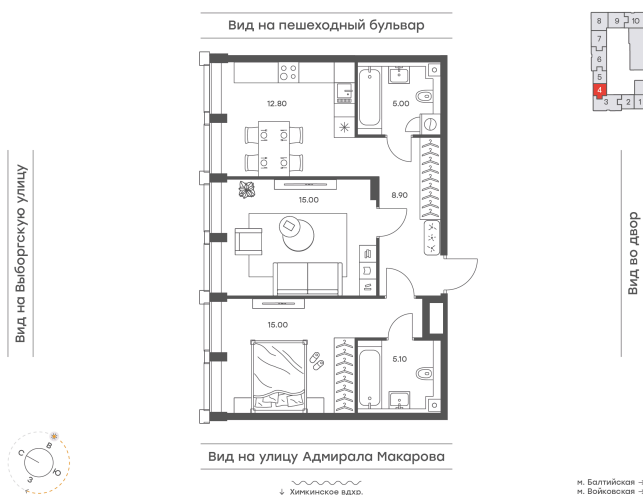 Вид на пешеходный бульвар
8 9 10
7
6
5
4
3 2 1
12.80
5.00
15.00
8.90
Вид на Выборгскую улицу
Вид во двор
15.00
5.10
Вид на улицу Адмирала Макарова
С В
З Ю
↓ Химкинское вдхр.
м. Балтийская
м. Войковская